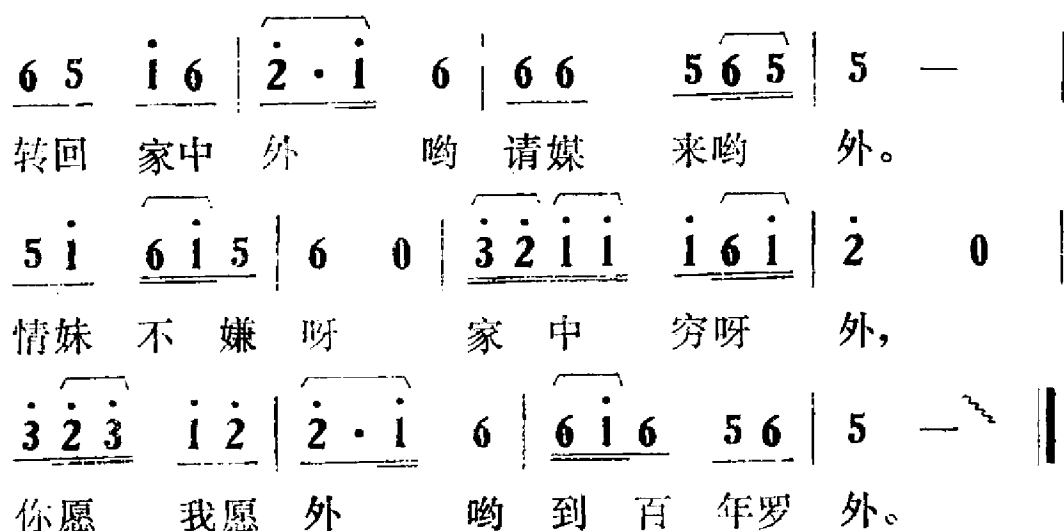 6 5 i 6 | 2̇ · i 6 | 6 6 5 6 5 | 5 — |
转回 家中 外 哟 请媒 来哟 外。
5 i 6 i 5 | 6 0 | 3̇ 2̇ i i i 6 i | 2̇ 0 |
情妹 不 嫌 呀 家 中 穷呀 外，
3̇ 2̇ 3̇ i 2̇ | 2̇ · i 6 | 6 i 6 5 6 | 5 — ‖
你愿 我愿 外 哟 到 百 年罗 外。